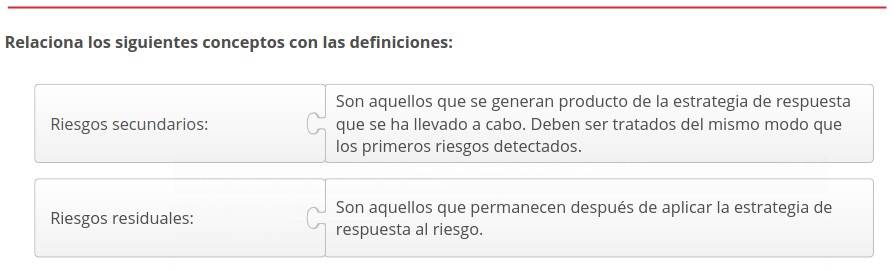 Relaciona los siguientes conceptos con las definiciones:
Riesgos secundarios:
Son aquellos que se generan producto de la estrategia de respuesta
que se ha llevado a cabo. Deben ser tratados del mismo modo que
los primeros riesgos detectados.
Riesgos residuales:
Son aquellos que permanecen después de aplicar la estrategia de
respuesta al riesgo.